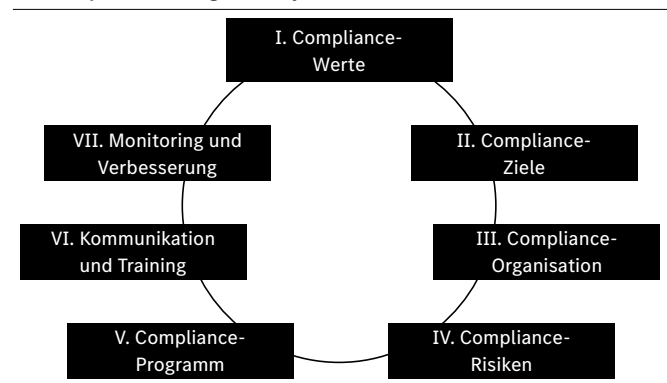 I. Compliance-
Werte
VII. Monitoring und
Verbesserung
II. Compliance-
Ziele
VI. Kommunikation
und Training
III. Compliance-
Organisation
V. Compliance-
Programm
IV. Compliance-
Risiken